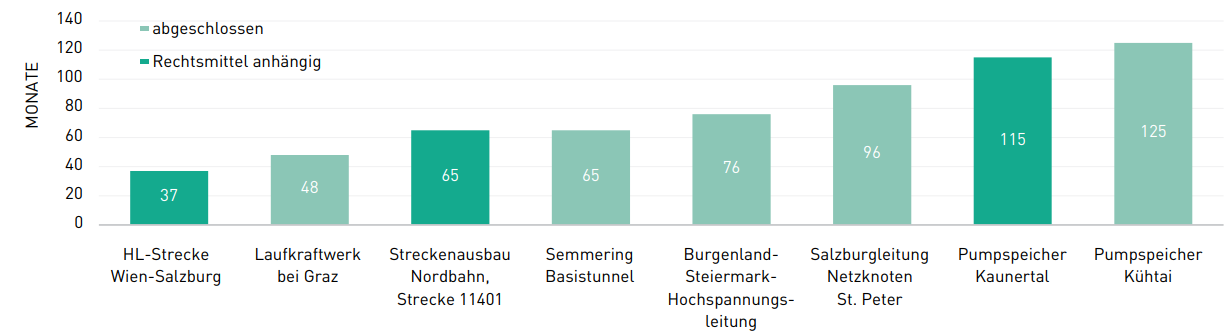 140
120
100
80
60
40
20
0
MONATE
abgeschlossen
Rechtsmittel anhängig
37
48
65
65
76
96
115
125
HL-Strecke
Wien-Salzburg
Laufkraftwerk
bei Graz
Streckenausbau
Nordbahn,
Strecke 11401
Semmering
Basistunnel
Burgenland-
Steiermark-
Hochspannungs-
leitung
Salzburgleitung
Netzknoten
St. Peter
Pumpspeicher
Kaunertal
Pumpspeicher
Kühtai